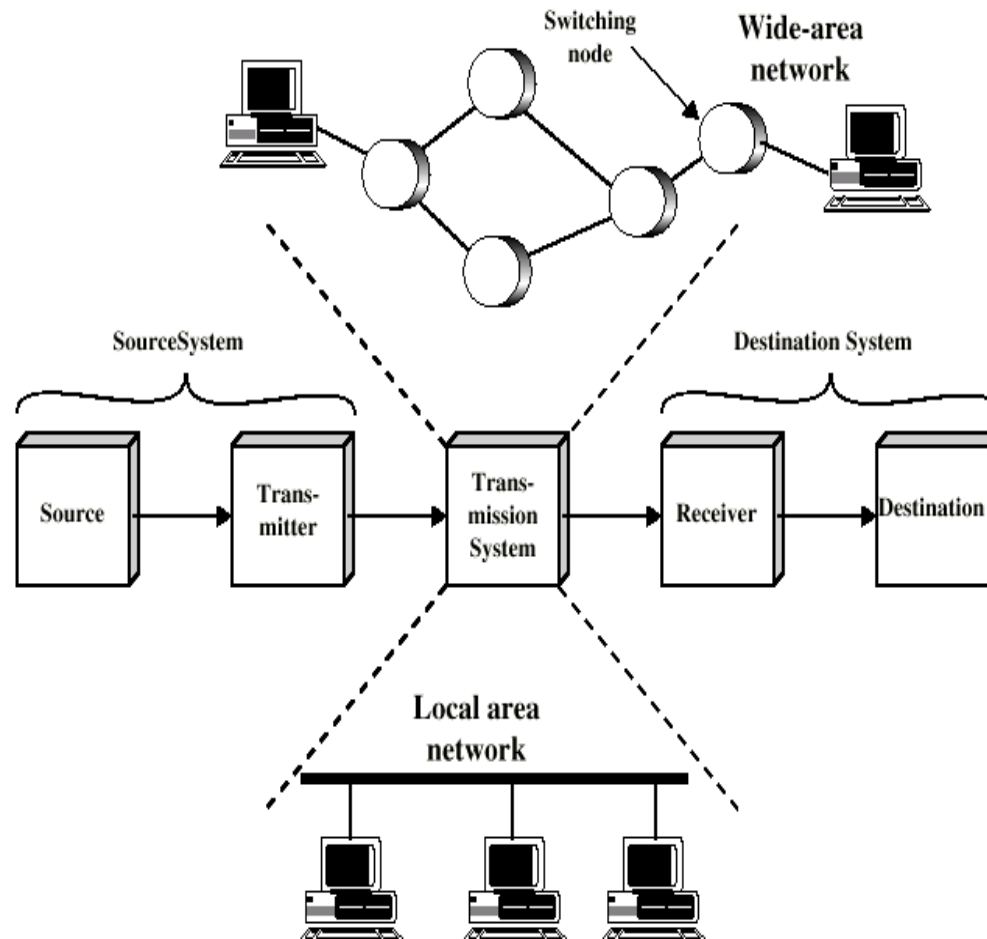 Switching
node
Wide-area
network
SourceSystem
Destination System
Source
Trans-
mitter
Trans-
mission
System
Receiver
Destination
Local area
network